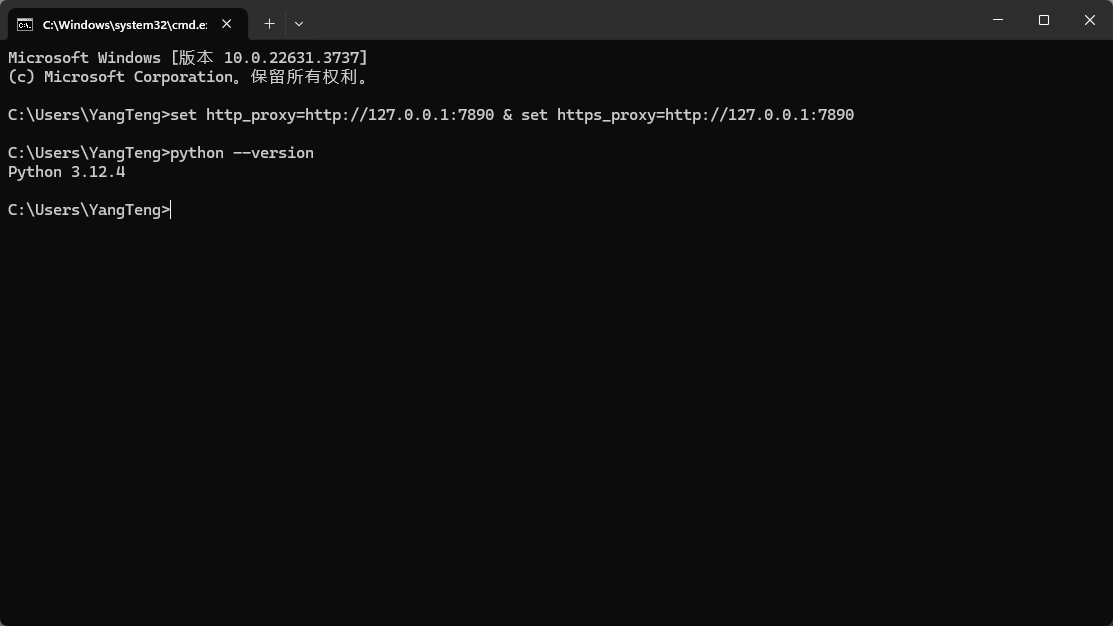 C:\Windows\system32\cmd.e:
Microsoft Windows [版本 10.0.22631.3737]
(c) Microsoft Corporation。保留所有权利。
C:\Users\YangTeng>set http_proxy=http://127.0.0.1:7890 & set https_proxy=http://127.0.0.1:7890
C:\Users\YangTeng>python --version
Python 3.12.4
C:\Users\YangTeng>